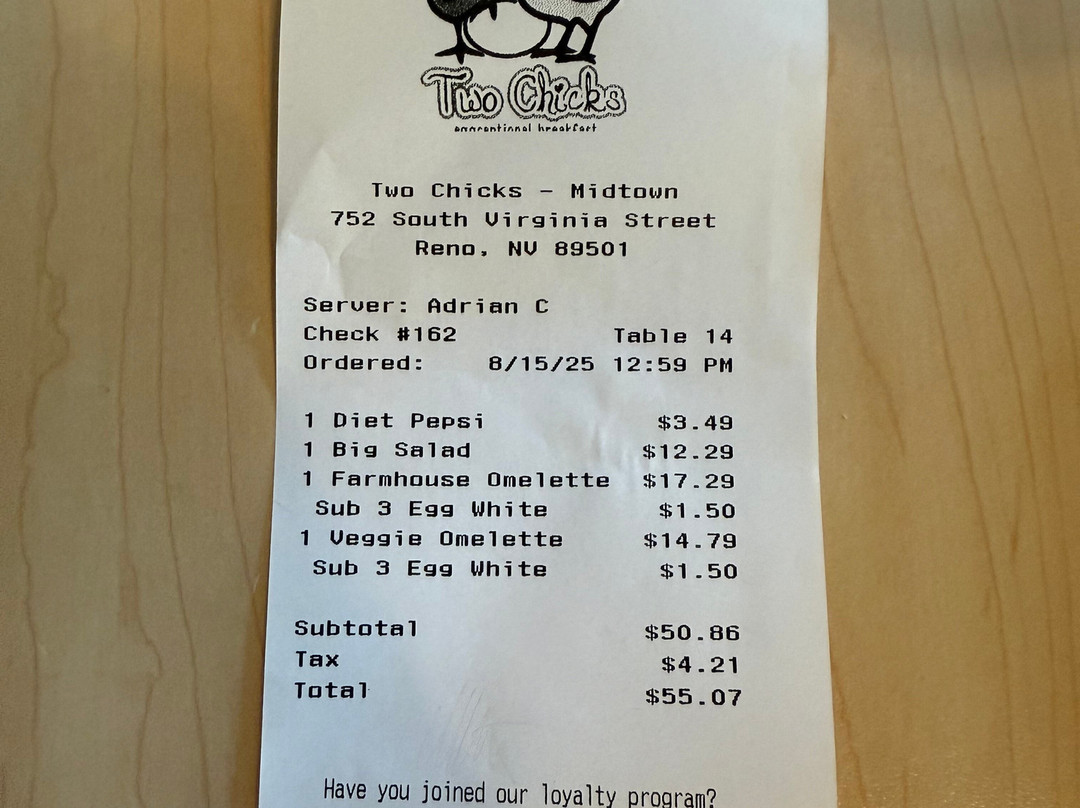 Two Chicks
eggceptional breakfast
Two Chicks - Midtown
752 South Virginia Street
Reno, NV 89501
Server: Adrian C
Check #162 Table 14
Ordered: 8/15/25 12:59 PM
1 Diet Pepsi $3.49
1 Big Salad $12.29
1 Farmhouse Omelette $17.29
Sub 3 Egg White $1.50
1 Veggie Omelette $14.79
Sub 3 Egg White $1.50
Subtotal $50.86
Tax $4.21
Total $55.07
Have you joined our loyalty program?